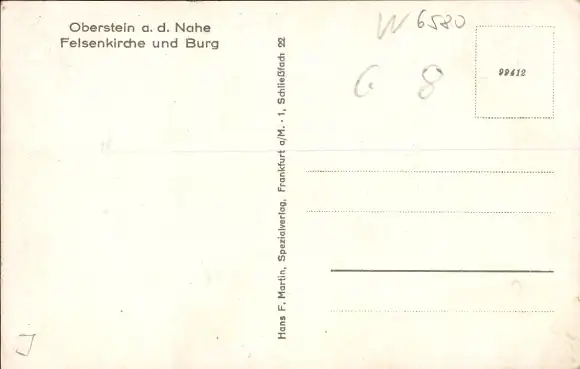 Oberstein a. d. Nahe
Felsenkirche und Burg
Hans F. Martin, Spezialverlag, Frankfurt a/M. - 1, Schließfach 22
W 6580
G 8
99412
J